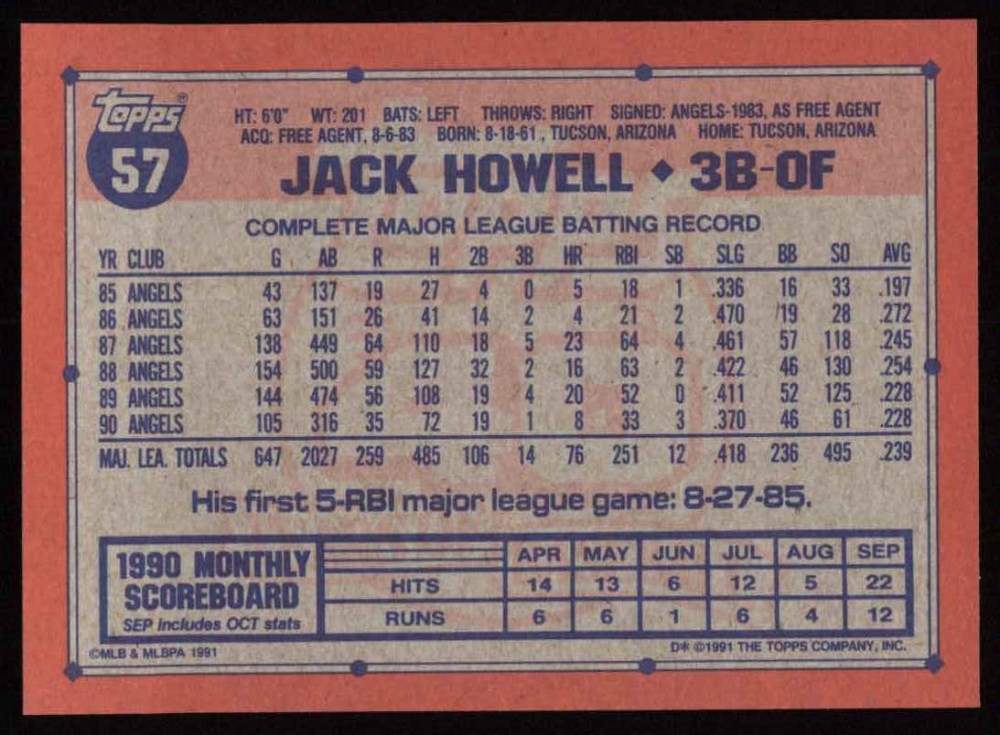 Topps®
57
HT: 6'0" WT: 201 BATS: LEFT THROWS: RIGHT SIGNED: ANGELS-1983, AS FREE AGENT
ACQ: FREE AGENT, 8-6-83 BORN: 8-18-61, TUCSON, ARIZONA HOME: TUCSON, ARIZONA
JACK HOWELL ♦ 3B-OF
COMPLETE MAJOR LEAGUE BATTING RECORD
YR CLUB G AB R H 2B 3B HR RBI SB SLG BB SO AVG
85 ANGELS 43 137 19 27 4 0 5 18 1 .336 16 33 .197
86 ANGELS 63 151 26 41 14 2 4 21 2 .470 19 28 .272
87 ANGELS 138 449 64 110 18 5 23 64 4 .461 57 118 .245
88 ANGELS 154 500 59 127 32 2 16 63 2 .422 46 130 .254
89 ANGELS 144 474 56 108 19 4 20 52 0 .411 52 125 .228
90 ANGELS 105 316 35 72 19 1 8 33 3 .370 46 61 .228
MAJ. LEA. TOTALS 647 2027 259 485 106 14 76 251 12 .418 236 495 .239
His first 5-RBI major league game: 8-27-85.
1990 MONTHLY
SCOREBOARD
SEP includes OCT stats
APR MAY JUN JUL AUG SEP
HITS 14 13 6 12 5 22
RUNS 6 6 1 6 4 12
©MLB & MLBPA 1991
D* ©1991 THE TOPPS COMPANY, INC.